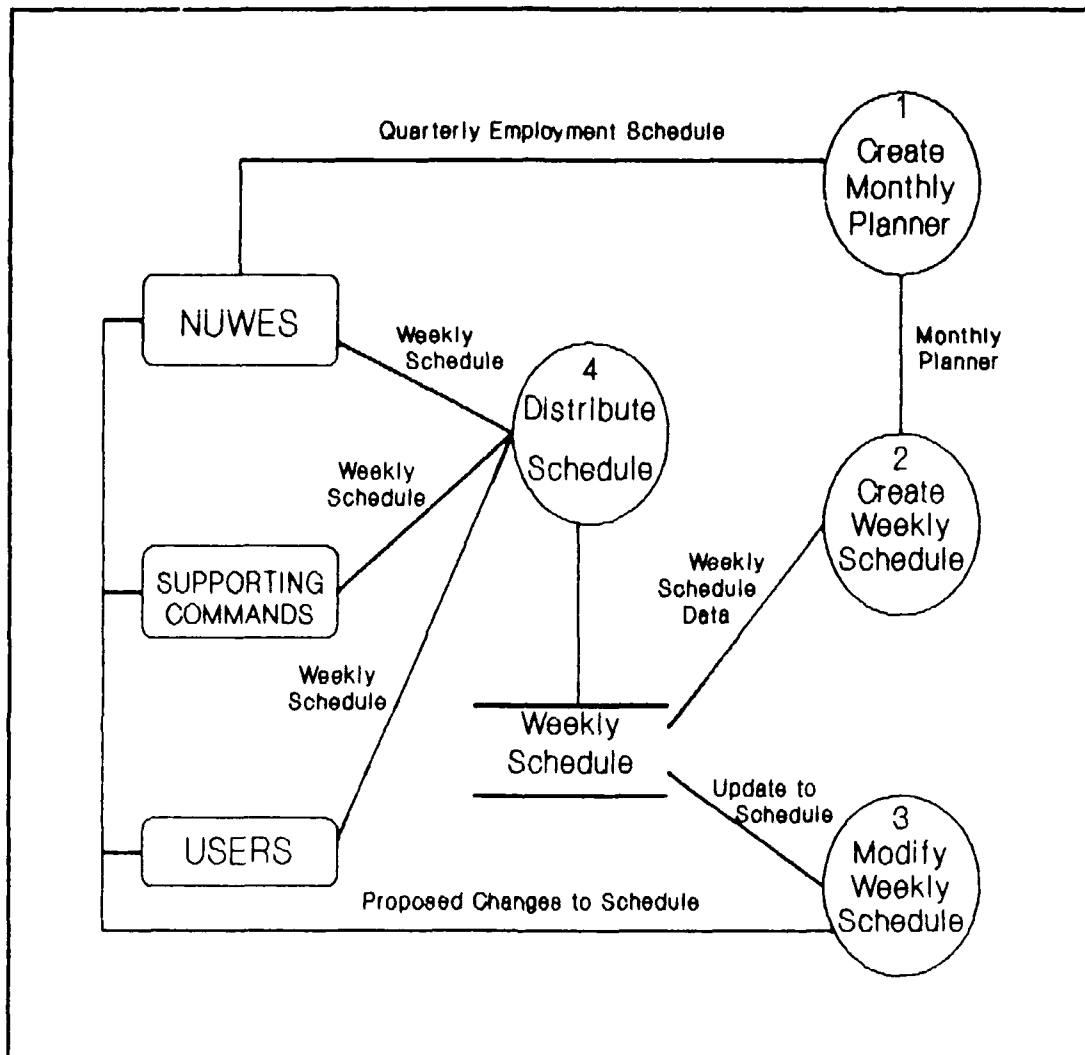 1
Create
Monthly
Planner
Quarterly Employment Schedule
NUWES
Weekly
Schedule
4
Distribute
Schedule
Monthly
Planner
Weekly
Schedule
2
Create
Weekly
Schedule
SUPPORTING
COMMANDS
Weekly
Schedule
Data
Weekly
Schedule
Weekly
Schedule
Update to
Schedule
USERS
3
Modify
Weekly
Schedule
Proposed Changes to Schedule